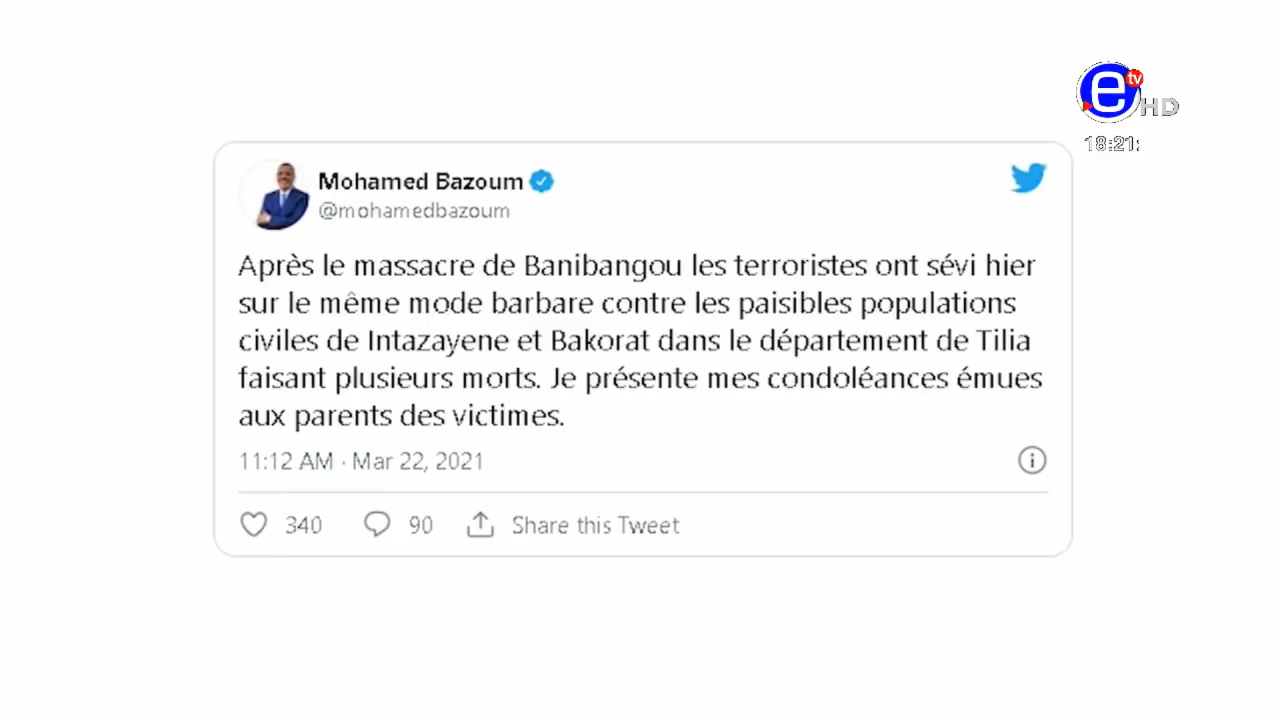 e tv HD
18:21:
Mohamed Bazoum
@mohamedbazoum
Après le massacre de Banibangou les terroristes ont sévi hier
sur le même mode barbare contre les paisibles populations
civiles de Intazayene et Bakorat dans le département de Tilia
faisant plusieurs morts. Je présente mes condoléances émues
aux parents des victimes.
11:12 AM · Mar 22, 2021
340 90 Share this Tweet